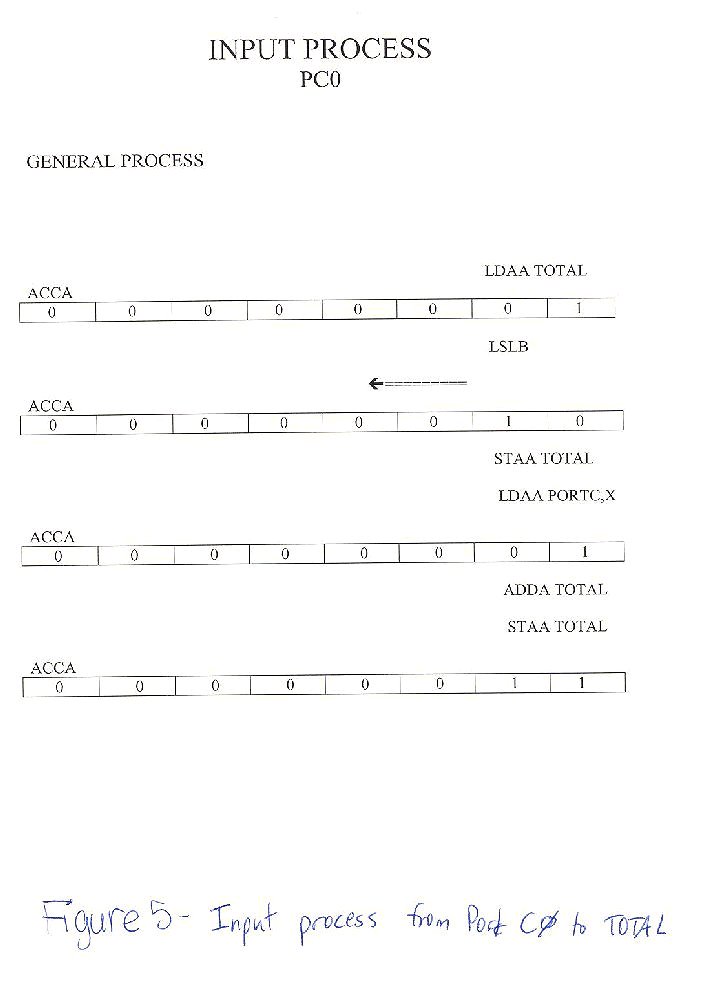 INPUT PROCESS
PC0
GENERAL PROCESS
LDAA TOTAL
ACCA
0 0 0 0 0 0 0 1
LSLB
ACCA
0 0 0 0 0 0 1 0
STAA TOTAL
LDAA PORTC,X
ACCA
0 0 0 0 0 0 0 1
ADDA TOTAL
STAA TOTAL
ACCA
0 0 0 0 0 0 1 1
Figure 5- Input process from Port CØ to TOTAL